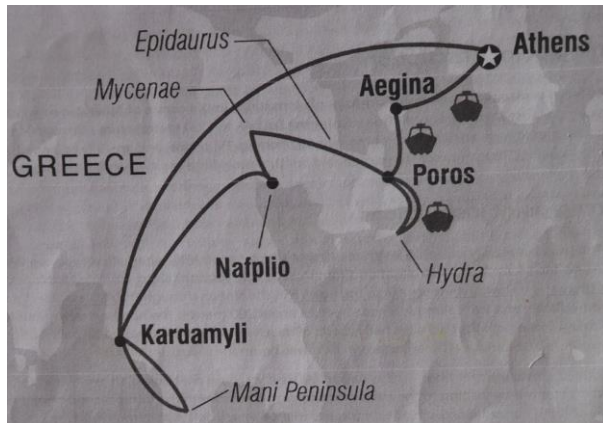 Epidaurus
Athens
Mycenae
Aegina
GREECE
Poros
Nafplio
Hydra
Kardamyli
Mani Peninsula